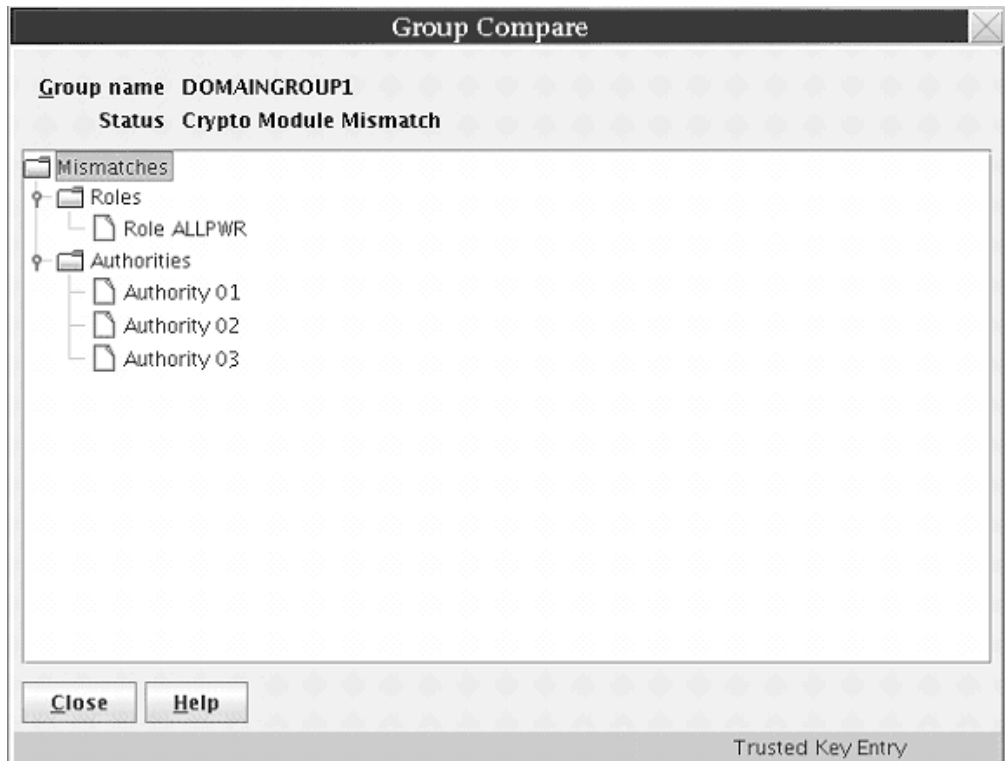 Group Compare
Group name DOMAINGROUP1
Status Crypto Module Mismatch
Mismatches
Roles
Role ALLPWR
Authorities
Authority 01
Authority 02
Authority 03
Close Help
Trusted Key Entry